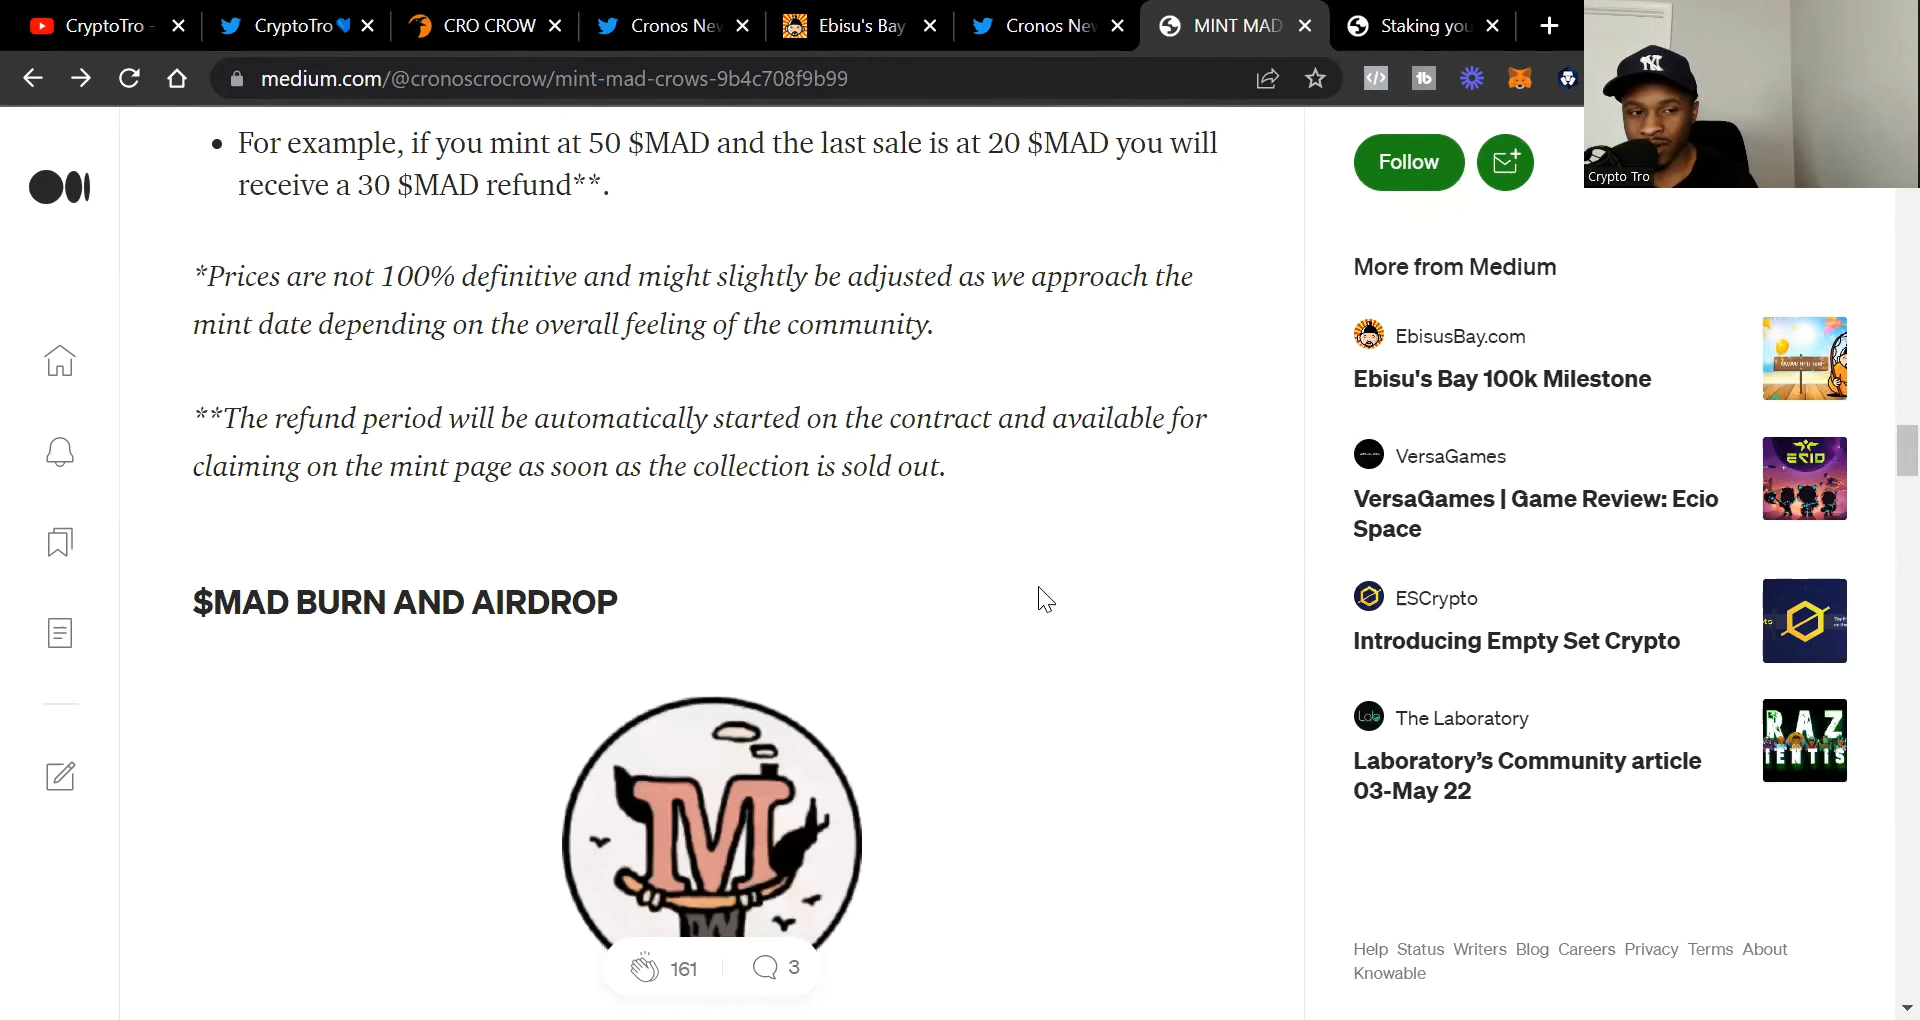 CryptoTro -
CryptoTro💙
CRO CROW
Cronos Nev
Ebisu's Bay
Cronos Nev
MINT MAD
Staking you
medium.com/@cronoscrocrow/mint-mad-crows-9b4c708f9b99
Crypto Tro
• For example, if you mint at 50 $MAD and the last sale is at 20 $MAD you will
receive a 30 $MAD refund**.
*Prices are not 100% definitive and might slightly be adjusted as we approach the
mint date depending on the overall feeling of the community.
**The refund period will be automatically started on the contract and available for
claiming on the mint page as soon as the collection is sold out.
$MAD BURN AND AIRDROP
M
161
3
Follow
More from Medium
EbisusBay.com
Ebisu's Bay 100k Milestone
VersaGames
VersaGames | Game Review: Ecio
Space
ECIO
ESCrypto
Introducing Empty Set Crypto
Lab
The Laboratory
Laboratory’s Community article
03-May 22
RAZ
IENTIS
Help Status Writers Blog Careers Privacy Terms About
Knowable